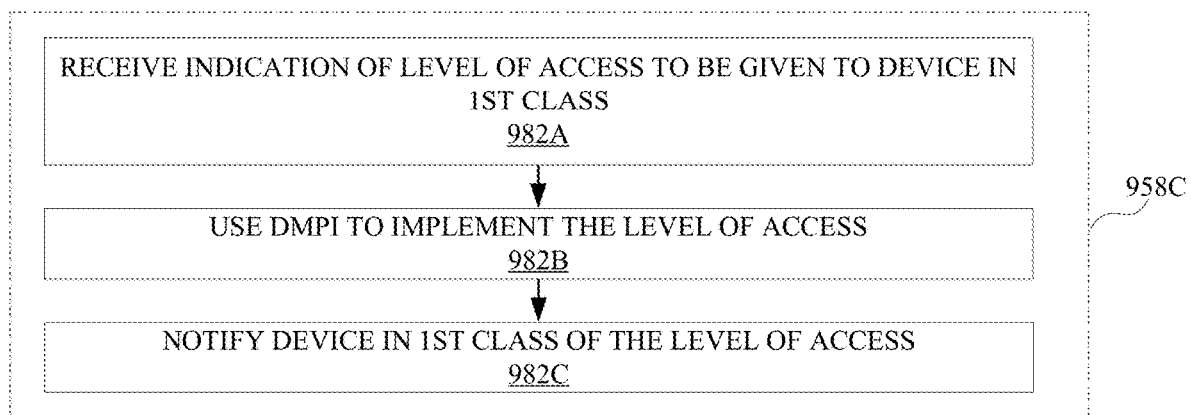 RECEIVE INDICATION OF LEVEL OF ACCESS TO BE GIVEN TO DEVICE IN
1ST CLASS
982A
958C
USE DMPI TO IMPLEMENT THE LEVEL OF ACCESS
982B
NOTIFY DEVICE IN 1ST CLASS OF THE LEVEL OF ACCESS
982C